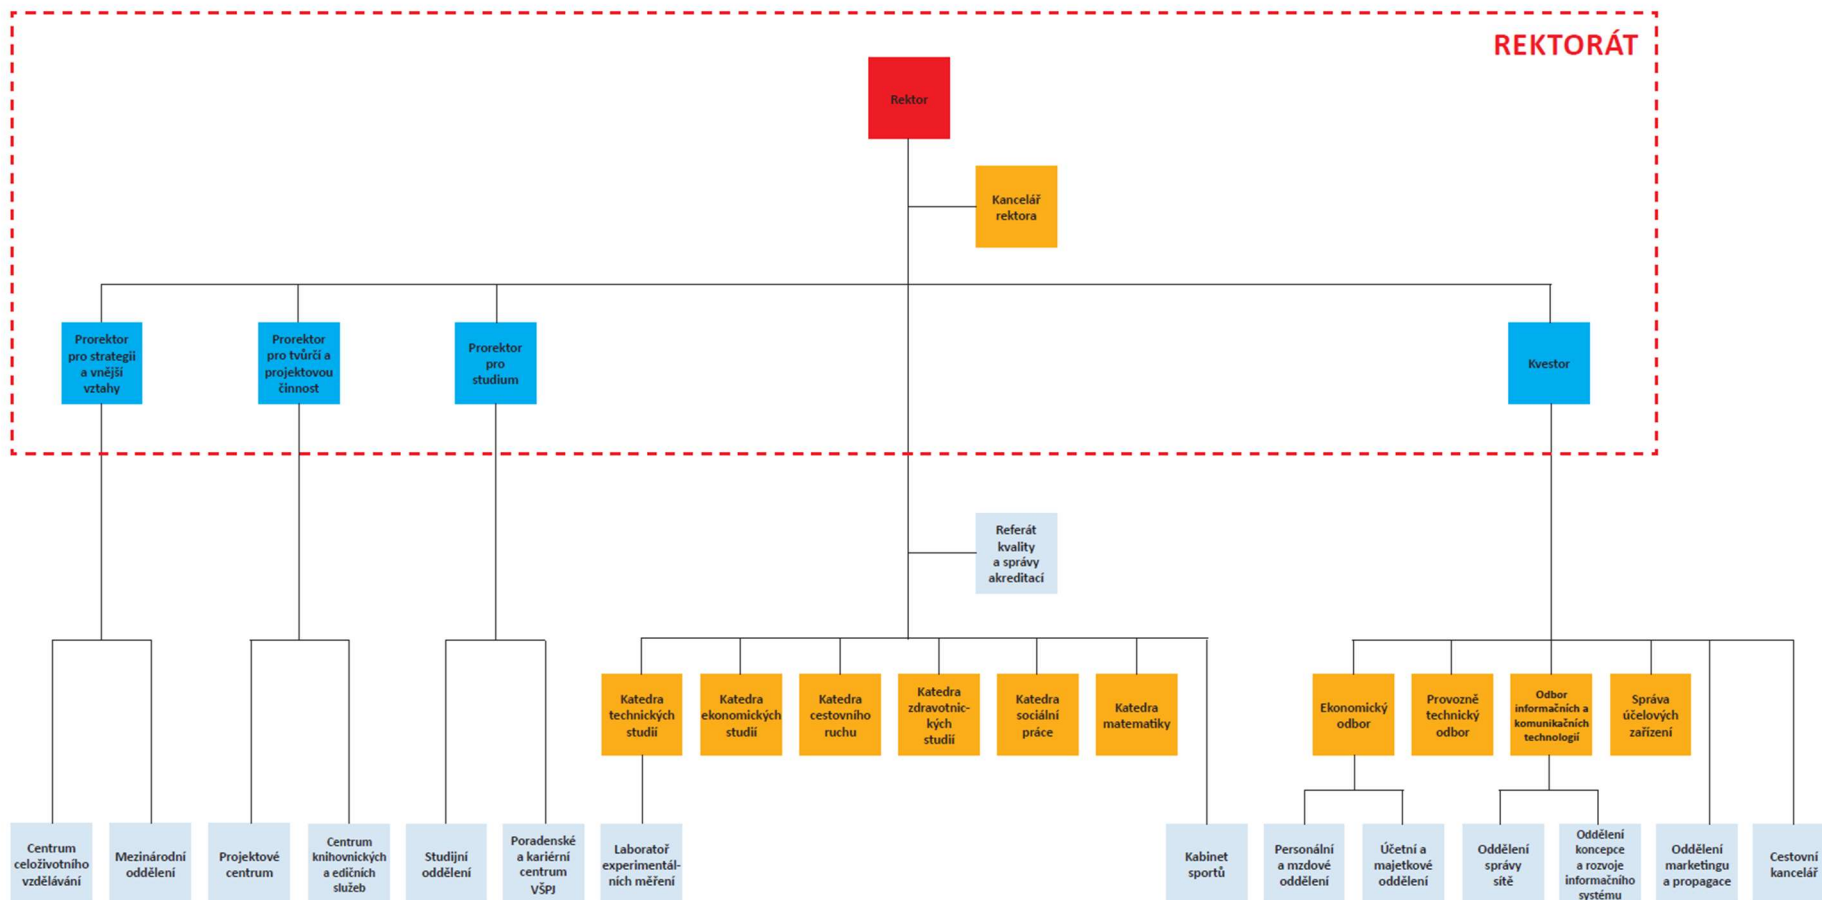 REKTORÁT
Rektor
Kancelář
rektora
Prorektor
pro strategii
a vnější
vztahy
Prorektor
pro tvůrčí a
projektovou
činnost
Prorektor
pro
studium
Kvestor
Referát
kvality
a správy
akreditací
Katedra
technických
studií
Katedra
ekonomických
studií
Katedra
cestovního
ruchu
Katedra
zdravotnic-
kých
studií
Katedra
sociální
práce
Katedra
matematiky
Ekonomický
odbor
Provozně
technický
odbor
Odbor
informačních a
komunikačních
technologií
Správa
účelových
zařízení
Centrum
celoživotního
vzdělávání
Mezinárodní
oddělení
Projektové
centrum
Centrum
knihovnických
a edičních
služeb
Studijní
oddělení
Poradenské
a kariérní
centrum
VŠPJ
Laboratoř
experimentál-
ních měření
Kabinet
sportů
Personální
a mzdové
oddělení
Účetní a
majetkové
oddělení
Oddělení
správy
sítě
Oddělení
koncepce
a rozvoje
informačního
systému
Oddělení
marketingu
a propagace
Cestovní
kancelář